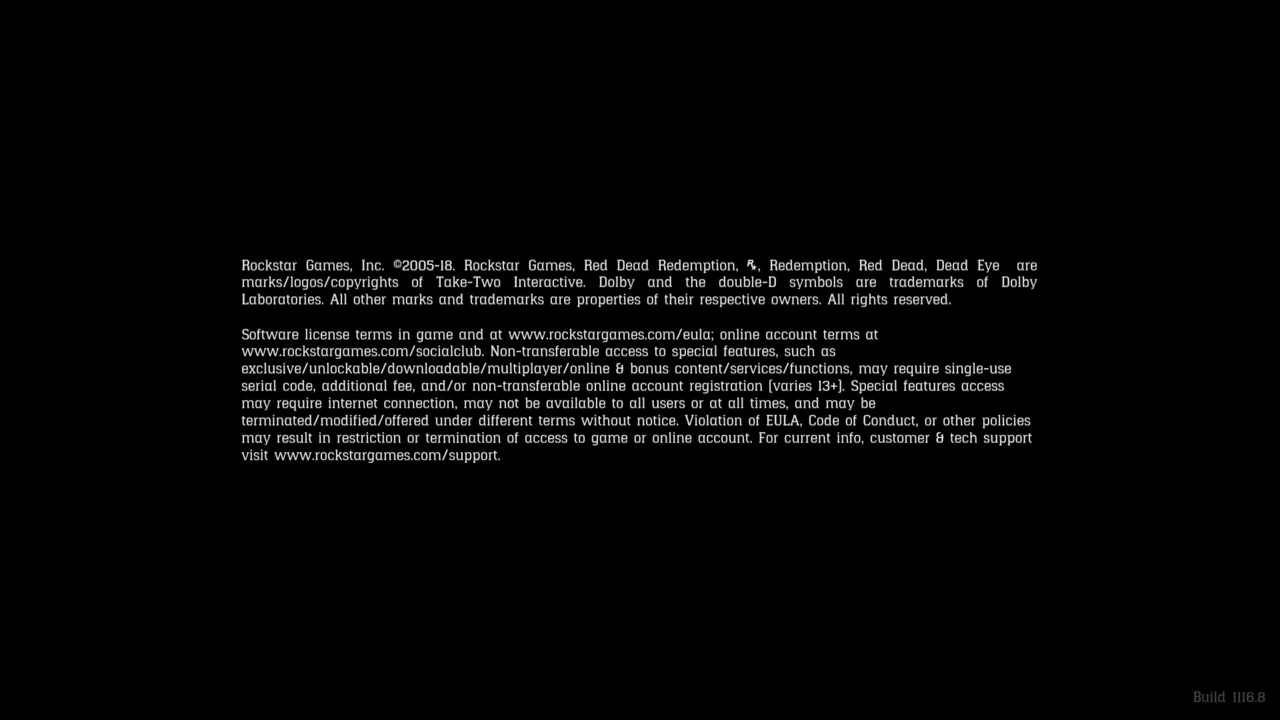 Rockstar Games, Inc. ©2005-18. Rockstar Games, Red Dead Redemption, R*, Redemption, Red Dead, Dead Eye are
marks/logos/copyrights of Take-Two Interactive. Dolby and the double-D symbols are trademarks of Dolby
Laboratories. All other marks and trademarks are properties of their respective owners. All rights reserved.
Software license terms in game and at www.rockstargames.com/eula; online account terms at
www.rockstargames.com/socialclub. Non-transferable access to special features, such as
exclusive/unlockable/downloadable/multiplayer/online & bonus content/services/functions, may require single-use
serial code, additional fee, and/or non-transferable online account registration (varies 13+). Special features access
may require internet connection, may not be available to all users or at all times, and may be
terminated/modified/offered under different terms without notice. Violation of EULA, Code of Conduct, or other policies
may result in restriction or termination of access to game or online account. For current info, customer & tech support
visit www.rockstargames.com/support.
Build 1116.8